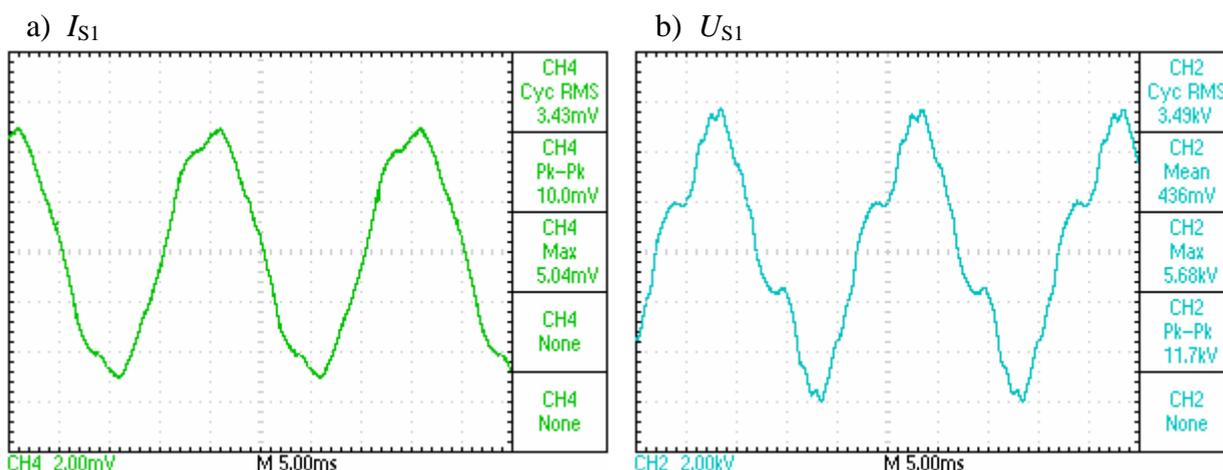 a) I_S1
CH4
Cyc RMS
3.43mV
CH4
Pk-Pk
10.0mV
CH4
Max
5.04mV
CH4
None
CH4
None
CH4 2.00mV M 5.00ms
b) U_S1
CH2
Cyc RMS
3.49kV
CH2
Mean
436mV
CH2
Max
5.68kV
CH2
Pk-Pk
11.7kV
CH2
None
CH2 2.00kV M 5.00ms